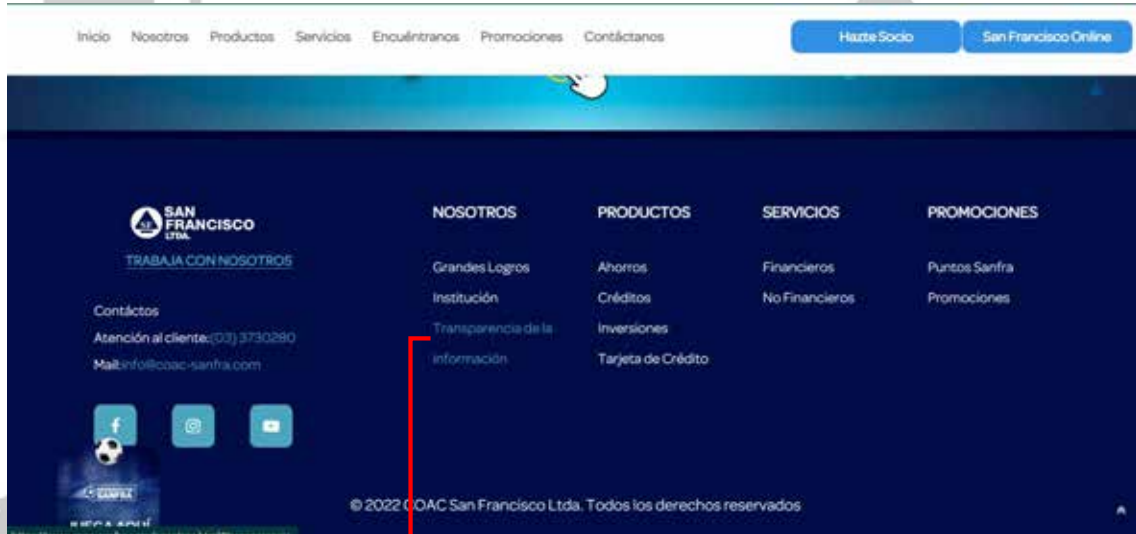 Inicio Nosotros Productos Servicios Encuéntranos Promociones Contáctanos Hazte Socio San Francisco Online
SAN
FRANCISCO
LTDA.
TRABAJA CON NOSOTROS
Contáctos
Atención al cliente:(03) 3730280
Mail:info@coac-sanfra.com
NOSOTROS
Grandes Logros
Institución
Transparencia de la
información
PRODUCTOS
Ahorros
Créditos
Inversiones
Tarjeta de Crédito
SERVICIOS
Financieros
No Financieros
PROMOCIONES
Puntos Sanfra
Promociones
SANFRA
JUEGA AQUÍ
© 2022 COAC San Francisco Ltda. Todos los derechos reservados